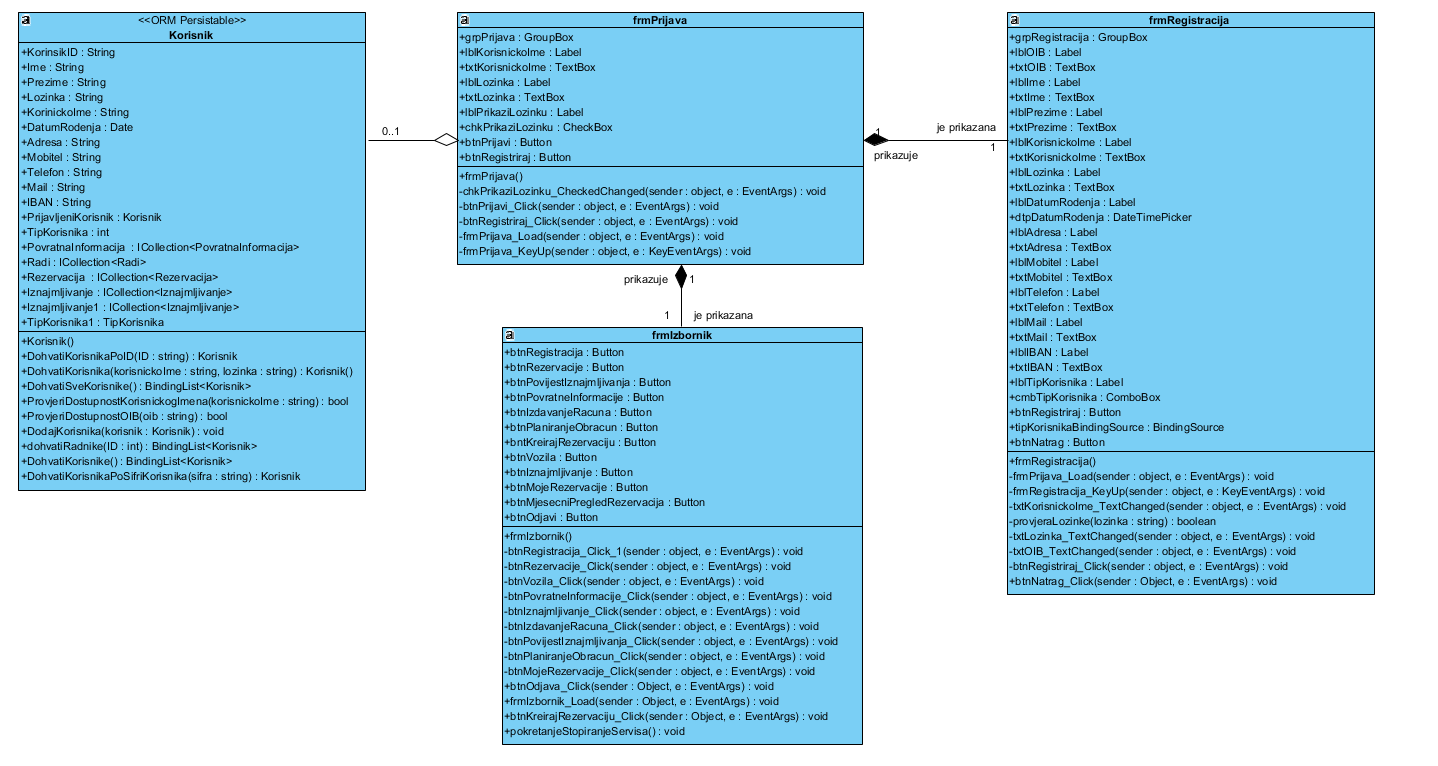 <<ORM Persistable>>
Korisnik
+KorinsikID : String
+Ime : String
+Prezime : String
+Lozinka : String
+KorinickoIme : String
+DatumRodenja : Date
+Adresa : String
+Mobitel : String
+Telefon : String
+Mail : String
+IBAN : String
+PrijavljeniKorisnik : Korisnik
+TipKorisnika : int
+PovratnaInformacija : ICollection<PovratnaInformacija>
+Radi : ICollection<Radi>
+Rezervacija : ICollection<Rezervacija>
+Iznajmljivanje : ICollection<Iznajmljivanje>
+Iznajmljivanje1 : ICollection<Iznajmljivanje>
+TipKorisnika1 : TipKorisnika
+Korisnik()
+DohvatiKorisnikaPoID(ID : string) : Korisnik
+DohvatiKorisnika(korisnickoIme : string, lozinka : string) : Korisnik()
+DohvatiSveKorisnike() : BindingList<Korisnik>
+ProvjeriDostupnostKorisnickogImena(korisnickoIme : string) : bool
+ProvjeriDostupnostOIB(oib : string) : bool
+DodajKorisnika(korisnik : Korisnik) : void
+dohvatiRadnike(ID : int) : BindingList<Korisnik>
+DohvatiKorisnike() : BindingList<Korisnik>
+DohvatiKorisnikaPoSifriKorisnika(sifra : string) : Korisnik
0..1
frmPrijava
+grpPrijava : GroupBox
+lblKorisnickoIme : Label
+txtKorisnickoIme : TextBox
+lblLozinka : Label
+txtLozinka : TextBox
+lblPrikaziLozinku : Label
+chkPrikaziLozinku : CheckBox
+btnPrijavi : Button
+btnRegistriraj : Button
+frmPrijava()
-chkPrikaziLozinku_CheckedChanged(sender : object, e : EventArgs) : void
-btnPrijavi_Click(sender : object, e : EventArgs) : void
-btnRegistriraj_Click(sender : object, e : EventArgs) : void
-frmPrijava_Load(sender : object, e : EventArgs) : void
-frmPrijava_KeyUp(sender : object, e : KeyEventArgs) : void
1
prikazuje
je prikazana
1
prikazuje
1
1
je prikazana
frmIzbornik
+btnRegistracija : Button
+btnRezervacije : Button
+btnPovijestIznajmljivanja : Button
+btnPovratneInformacije : Button
+btnIzdavanjeRacuna : Button
+btnPlaniranjeObracun : Button
+bntKreirajRezervaciju : Button
+btnVozila : Button
+btnIznajmljivanje : Button
+btnMojeRezervacije : Button
+btnMjesecniPregledRezervacija : Button
+btnOdjavi : Button
+frmIzbornik()
-btnRegistracija_Click_1(sender : object, e : EventArgs) : void
-btnRezervacije_Click(sender : object, e : EventArgs) : void
-btnVozila_Click(sender : object, e : EventArgs) : void
-btnPovratneInformacije_Click(sender : object, e : EventArgs) : void
-btnIznajmljivanje_Click(sender : object, e : EventArgs) : void
-btnIzdavanjeRacuna_Click(sender : object, e : EventArgs) : void
-btnPovijestIznajmljivanja_Click(sender : object, e : EventArgs) : void
-btnPlaniranjeObracun_Click(sender : object, e : EventArgs) : void
-btnMojeRezervacije_Click(sender : object, e : EventArgs) : void
+btnOdjava_Click(sender : Object, e : EventArgs) : void
+frmIzbornik_Load(sender : Object, e : EventArgs) : void
+btnKreirajRezervaciju_Click(sender : Object, e : EventArgs) : void
+pokretanjeStopiranjeServisa() : void
frmRegistracija
+grpRegistracija : GroupBox
+lblOIB : Label
+txtOIB : TextBox
+lblIme : Label
+txtIme : TextBox
+lblPrezime : Label
+txtPrezime : TextBox
+lblKorisnickoIme : Label
+txtKorisnickoIme : TextBox
+lblLozinka : Label
+txtLozinka : TextBox
+lblDatumRodenja : Label
+dtpDatumRodenja : DateTimePicker
+lblAdresa : Label
+txtAdresa : TextBox
+lblMobitel : Label
+txtMobitel : TextBox
+lblTelefon : Label
+txtTelefon : TextBox
+lblMail : Label
+txtMail : TextBox
+lblIBAN : Label
+txtIBAN : TextBox
+lblTipKorisnika : Label
+cmbTipKorisnika : ComboBox
+btnRegistriraj : Button
+tipKorisnikaBindingSource : BindingSource
+btnNatrag : Button
+frmRegistracija()
-frmPrijava_Load(sender : object, e : EventArgs) : void
-frmRegistracija_KeyUp(sender : object, e : KeyEventArgs) : void
-txtKorisnickoIme_TextChanged(sender : object, e : EventArgs) : void
-provjeraLozinke(lozinka : string) : boolean
-txtLozinka_TextChanged(sender : object, e : EventArgs) : void
-txtOIB_TextChanged(sender : object, e : EventArgs) : void
-btnRegistriraj_Click(sender : object, e : EventArgs) : void
+btnNatrag_Click(sender : Object, e : EventArgs) : void